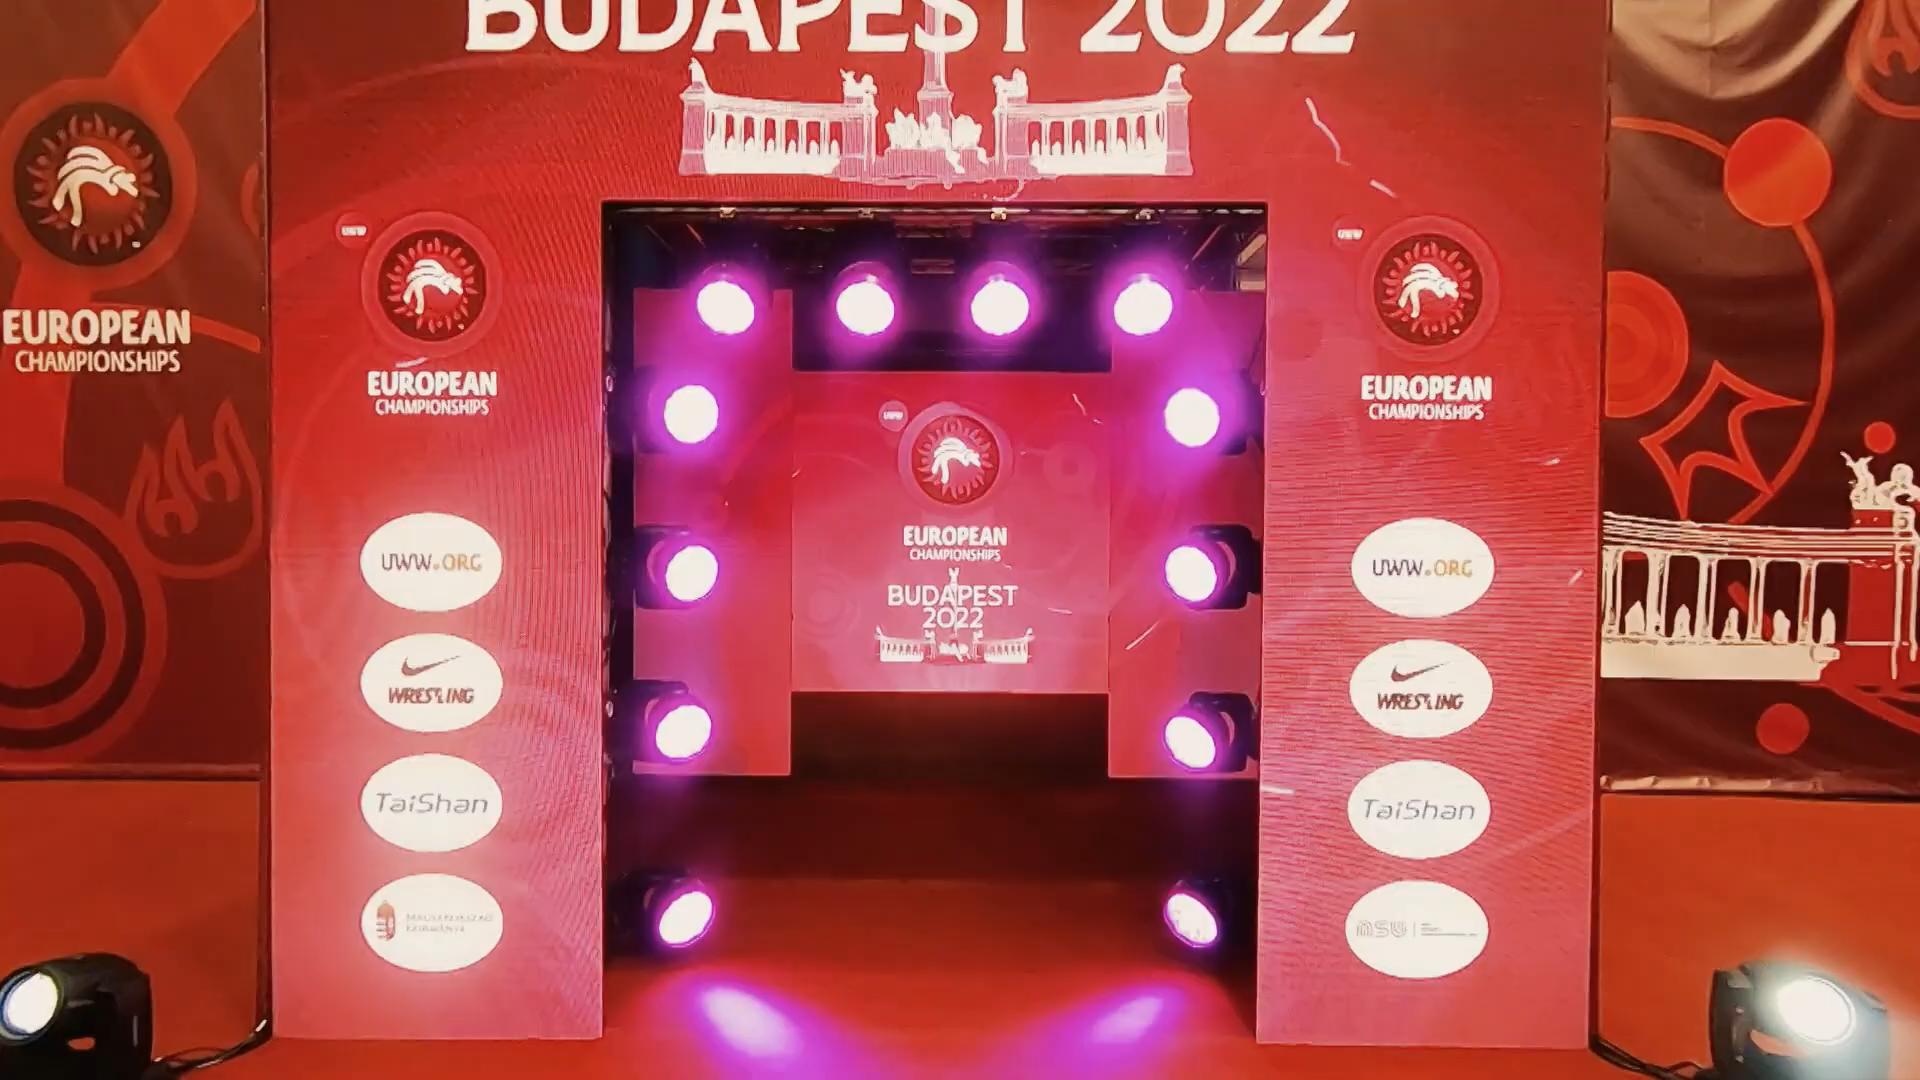 BUDAPEST 2022
EUROPEAN
CHAMPIONSHIPS
UWW
EUROPEAN
CHAMPIONSHIPS
UWW.ORG
WRESTLING
TaiShan
UWW
EUROPEAN
CHAMPIONSHIPS
BUDAPEST
2022
UWW
EUROPEAN
CHAMPIONSHIPS
UWW.ORG
WRESTLING
TaiShan
nsu